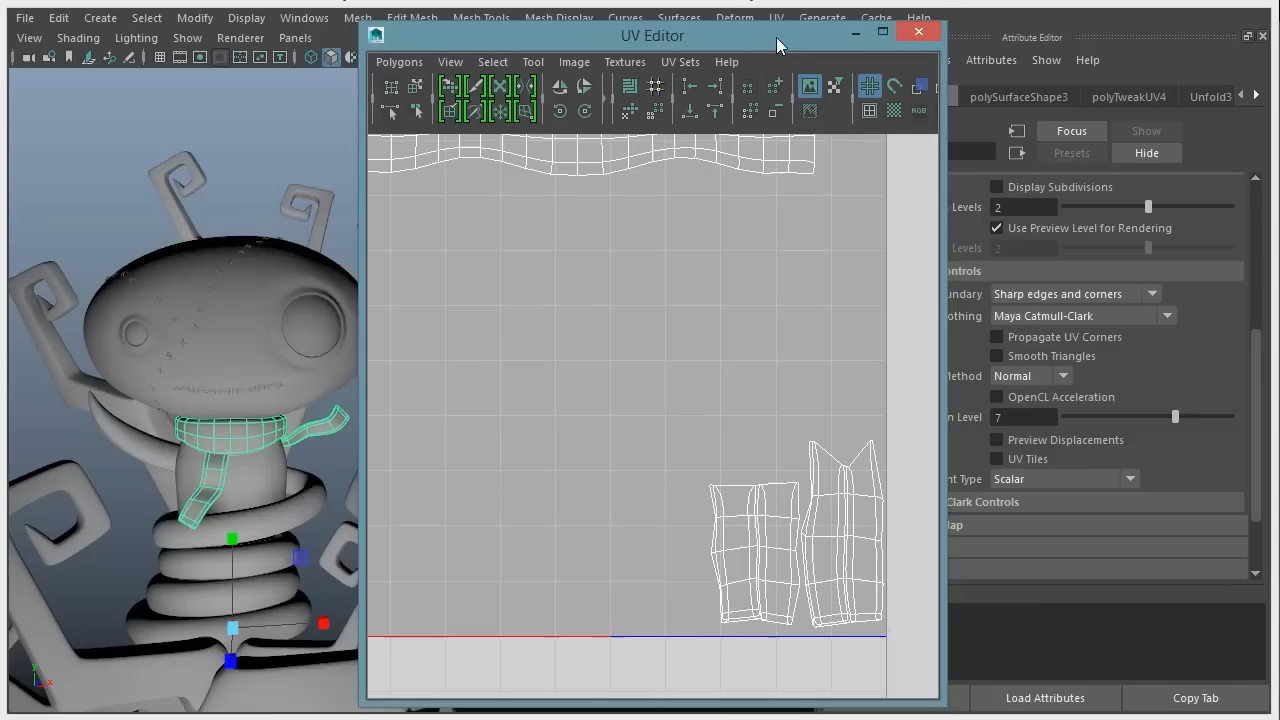 File Edit Create Select Modify Display Windows Mesh Edit Mesh Mesh Tools Mesh Display Curves Surfaces Deform UV Generate Cache Help
View Shading Lighting Show Renderer Panels
UV Editor
Attribute Editor
Polygons View Select Tool Image Textures UV Sets Help
Attributes Show Help
polySurfaceShape3 polyTweakUV4 Unfold3
RGB
Focus Show
Presets Hide
Display Subdivisions
Levels 2
Use Preview Level for Rendering
Levels 2
ontrols
undary Sharp edges and corners
othing Maya Catmull-Clark
Propagate UV Corners
Smooth Triangles
Method Normal
OpenCL Acceleration
n Level 7
Preview Displacements
UV Tiles
nt Type Scalar
Clark Controls
ap
y
x
Load Attributes Copy Tab